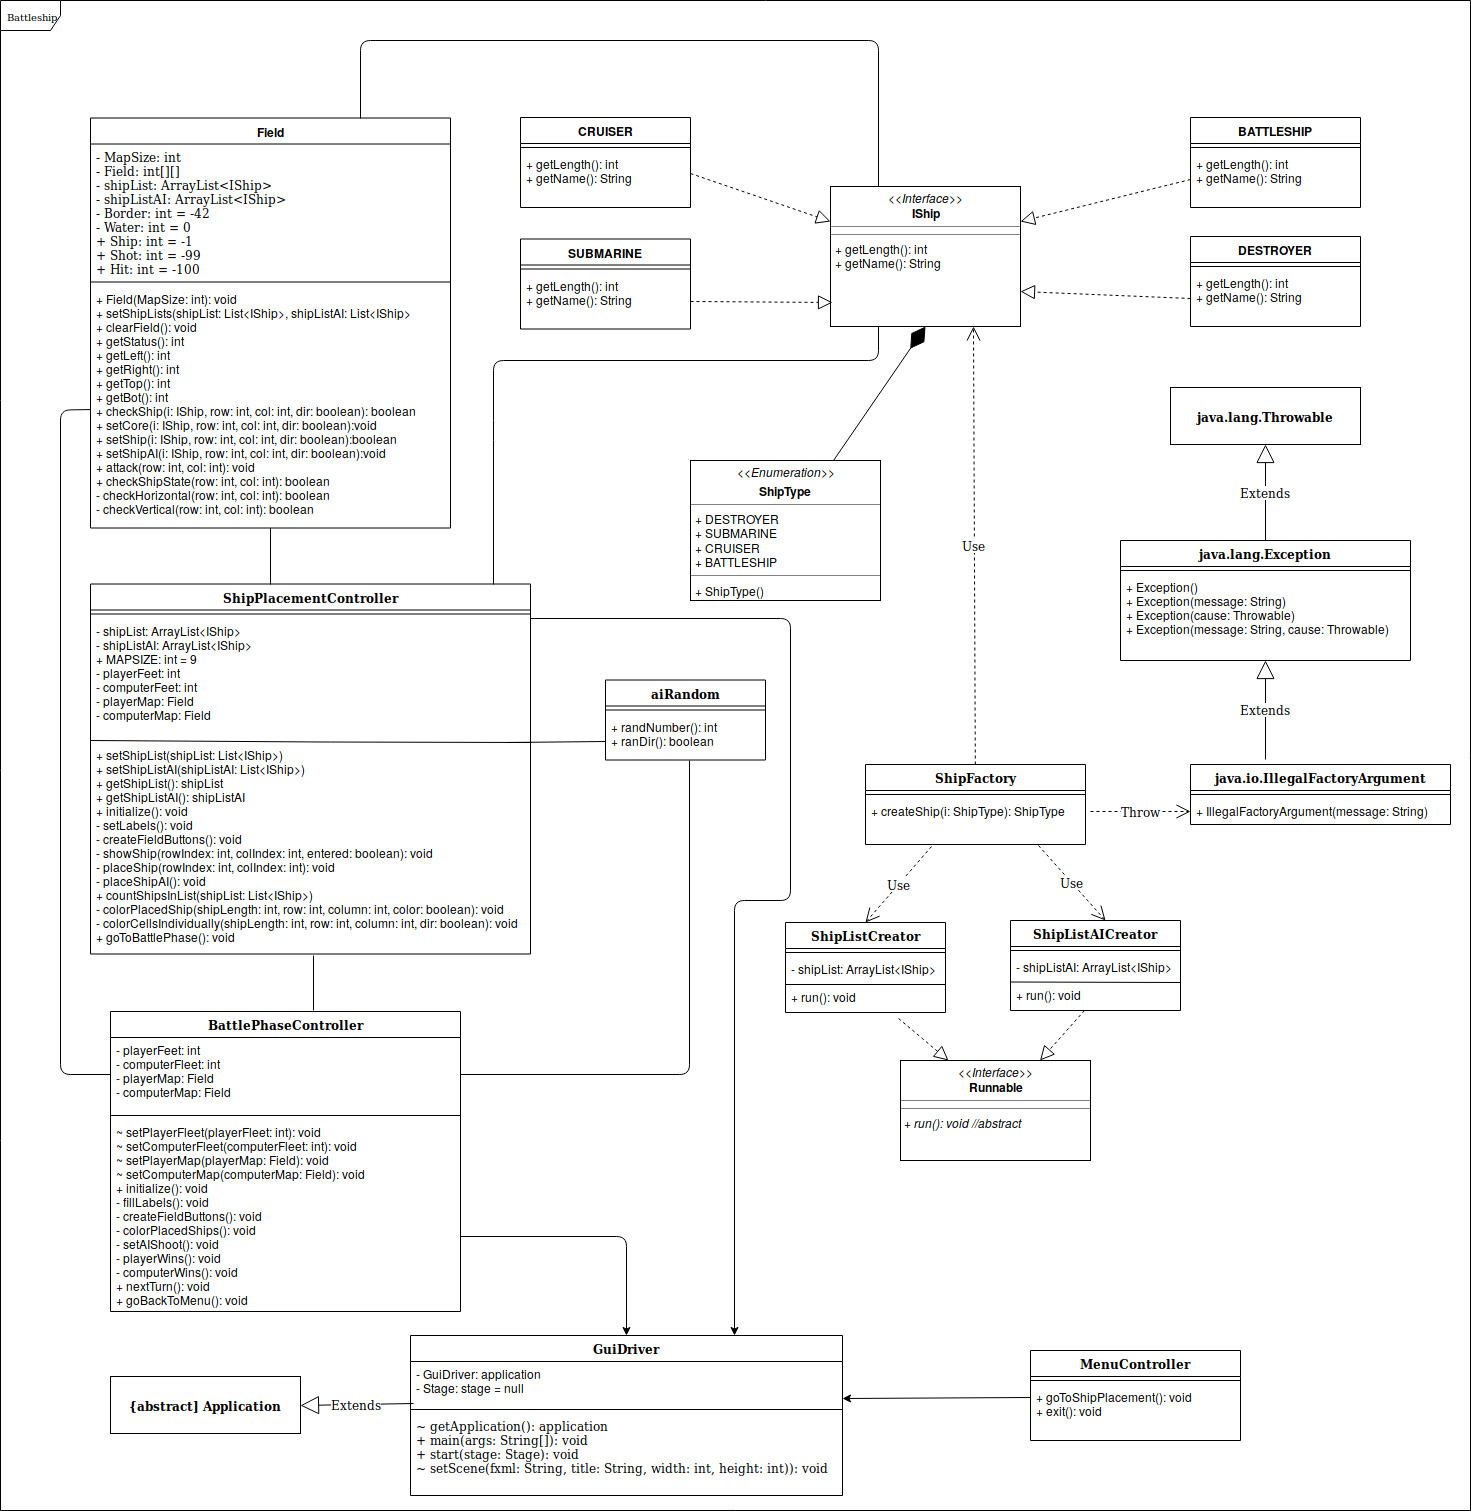 Battleship
Field
- MapSize: int
- Field: int[][]
- shipList: ArrayList<IShip>
- shipListAI: ArrayList<IShip>
- Border: int = -42
- Water: int = 0
+ Ship: int = -1
+ Shot: int = -99
+ Hit: int = -100
+ Field(MapSize: int): void
+ setShipLists(shipList: List<IShip>, shipListAI: List<IShip>
+ clearField(): void
+ getStatus(): int
+ getLeft(): int
+ getRight(): int
+ getTop(): int
+ getBot(): int
+ checkShip(i: IShip, row: int, col: int, dir: boolean): boolean
+ setCore(i: IShip, row: int, col: int, dir: boolean):void
+ setShip(i: IShip, row: int, col: int, dir: boolean):boolean
+ setShipAI(i: IShip, row: int, col: int, dir: boolean):void
+ attack(row: int, col: int): void
+ checkShipState(row: int, col: int): boolean
- checkHorizontal(row: int, col: int): boolean
- checkVertical(row: int, col: int): boolean
CRUISER
+ getLength(): int
+ getName(): String
SUBMARINE
+ getLength(): int
+ getName(): String
<<Interface>>
IShip
+ getLength(): int
+ getName(): String
BATTLESHIP
+ getLength(): int
+ getName(): String
DESTROYER
+ getLength(): int
+ getName(): String
<<Enumeration>>
ShipType
+ DESTROYER
+ SUBMARINE
+ CRUISER
+ BATTLESHIP
+ ShipType()
Use
java.lang.Throwable
Extends
java.lang.Exception
+ Exception()
+ Exception(message: String)
+ Exception(cause: Throwable)
+ Exception(message: String, cause: Throwable)
Extends
ShipPlacementController
- shipList: ArrayList<IShip>
- shipListAI: ArrayList<IShip>
+ MAPSIZE: int = 9
- playerFeet: int
- computerFeet: int
- playerMap: Field
- computerMap: Field
+ setShipList(shipList: List<IShip>)
+ setShipListAI(shipListAI: List<IShip>)
+ getShipList(): shipList
+ getShipListAI(): shipListAI
+ initialize(): void
- setLabels(): void
- createFieldButtons(): void
- showShip(rowIndex: int, colIndex: int, entered: boolean): void
- placeShip(rowIndex: int, colIndex: int): void
- placeShipAI(): void
+ countShipsInList(shipList: List<IShip>)
- colorPlacedShip(shipLength: int, row: int, column: int, color: boolean): void
- colorCellsIndividually(shipLength: int, row: int, column: int, dir: boolean): void
+ goToBattlePhase(): void
aiRandom
+ randNumber(): int
+ ranDir(): boolean
ShipFactory
+ createShip(i: ShipType): ShipType
Throw
java.io.IllegalFactoryArgument
+ IllegalFactoryArgument(message: String)
Use
Use
ShipListCreator
- shipList: ArrayList<IShip>
+ run(): void
ShipListAICreator
- shipListAI: ArrayList<IShip>
+ run(): void
<<Interface>>
Runnable
+ run(): void //abstract
BattlePhaseController
- playerFeet: int
- computerFleet: int
- playerMap: Field
- computerMap: Field
~ setPlayerFleet(playerFleet: int): void
~ setComputerFleet(computerFleet: int): void
~ setPlayerMap(playerMap: Field): void
~ setComputerMap(computerMap: Field): void
+ initialize(): void
- fillLabels(): void
- createFieldButtons(): void
- colorPlacedShips(): void
- setAIShoot(): void
- playerWins(): void
- computerWins(): void
+ nextTurn(): void
+ goBackToMenu(): void
{abstract] Application
Extends
GuiDriver
- GuiDriver: application
- Stage: stage = null
~ getApplication(): application
+ main(args: String[]): void
+ start(stage: Stage): void
~ setScene(fxml: String, title: String, width: int, height: int)): void
MenuController
+ goToShipPlacement(): void
+ exit(): void